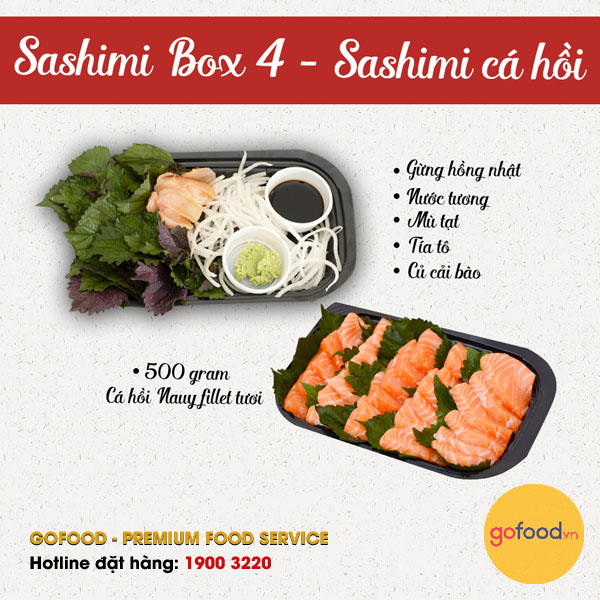 Sashimi Box 4 - Sashimi cá hồi
• Gừng hồng nhật
• Nước tương
• Mù tạt
• Tía tô
• Củ cải bào
• 500 gram
Cá hồi Nauy fillet tươi
GOFOOD - PREMIUM FOOD SERVICE
Hotline đặt hàng: 1900 3220
gofood.vn